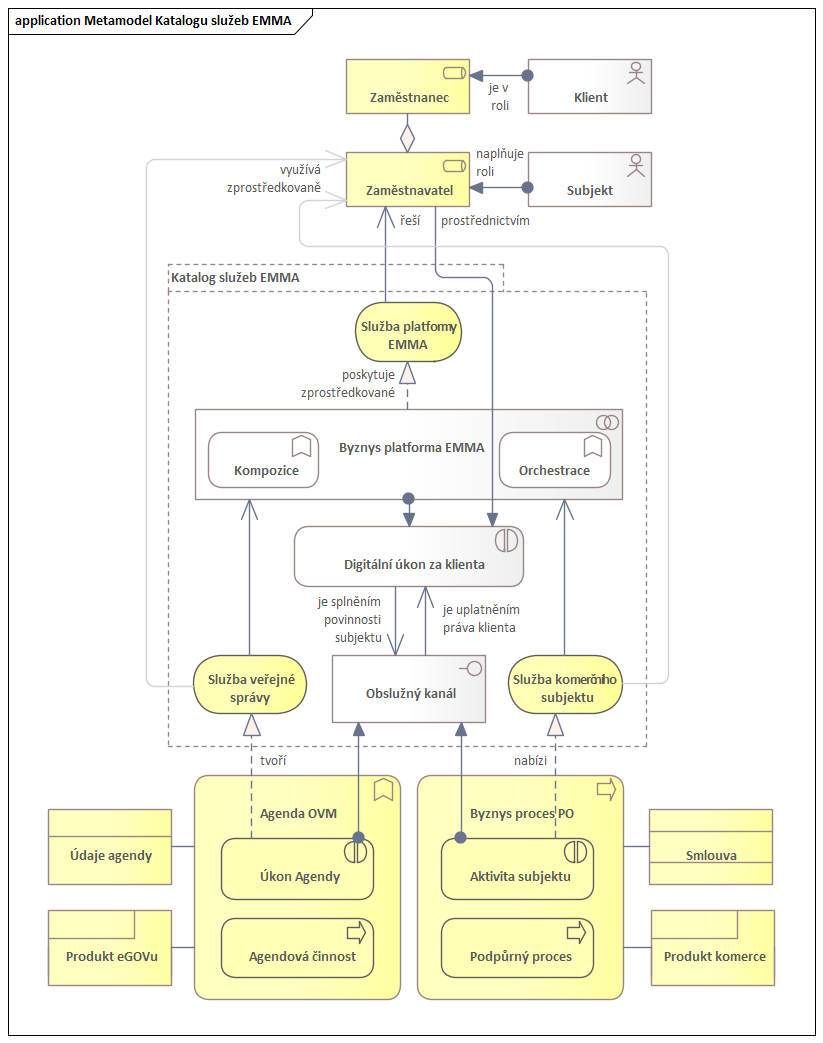 application Metamodel Katalogu služeb EMMA
Zaměstnanec
je v
roli
Klient
využívá
zprostředkovaně
Zaměstnavatel
naplňuje
roli
Subjekt
řeší
prostřednictvím
Katalog služeb EMMA
Služba platformy
EMMA
poskytuje
zprostředkované
Kompozice
Byznys platforma EMMA
Orchestrace
Digitální úkon za klienta
je splněním
povinnosti
subjektu
je uplatněním
práva klienta
Služba veřejné
správy
Obslužný kanál
Služba komerčního
subjektu
tvoří
nabízi
Agenda OVM
Byznys proces PO
Údaje agendy
Úkon Agendy
Aktivita subjektu
Smlouva
Produkt eGOVu
Agendová činnost
Podpůrný proces
Produkt komerce